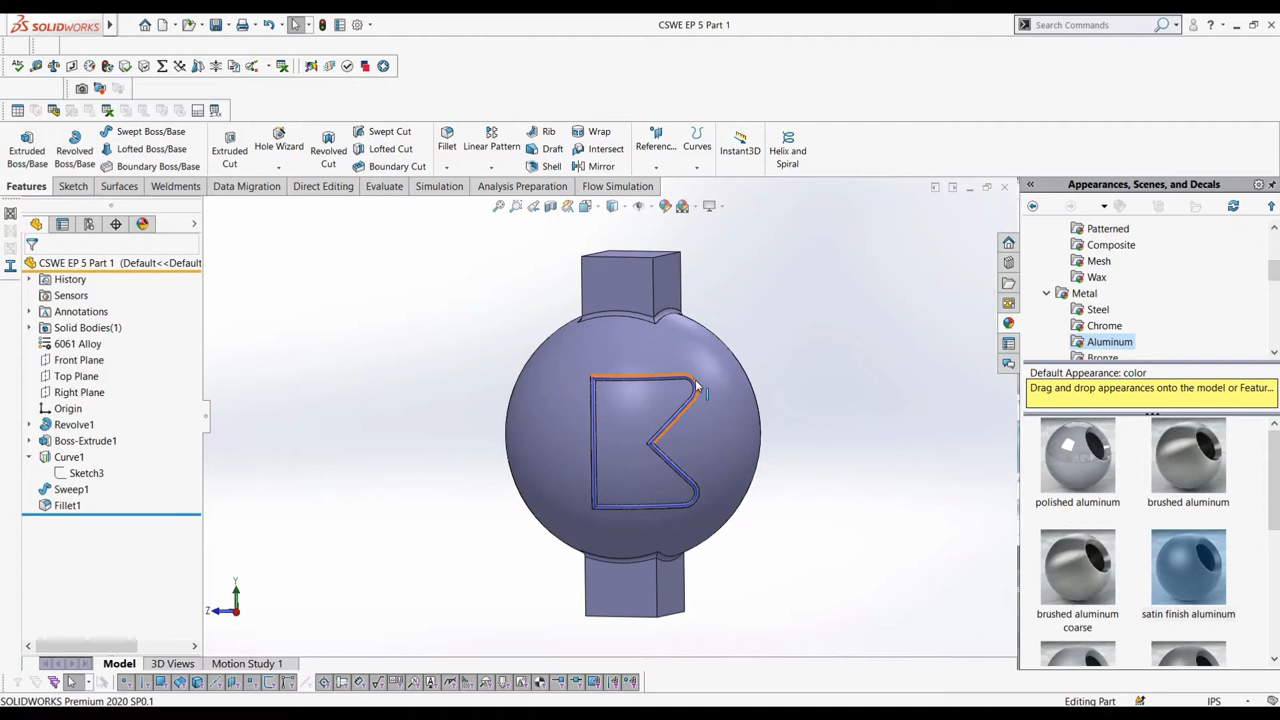 SOLIDWORKS
CSWE EP 5 Part 1
Search Commands
Extruded Boss/Base
Revolved Boss/Base
Swept Boss/Base
Lofted Boss/Base
Boundary Boss/Base
Extruded Cut
Hole Wizard
Revolved Cut
Swept Cut
Lofted Cut
Boundary Cut
Fillet
Linear Pattern
Rib
Draft
Shell
Wrap
Intersect
Mirror
Referenc...
Curves
Instant3D
Helix and Spiral
Features
Sketch
Surfaces
Weldments
Data Migration
Direct Editing
Evaluate
Simulation
Analysis Preparation
Flow Simulation
CSWE EP 5 Part 1 (Default<<Default
History
Sensors
Annotations
Solid Bodies(1)
6061 Alloy
Front Plane
Top Plane
Right Plane
Origin
Revolve1
Boss-Extrude1
Curve1
Sketch3
Sweep1
Fillet1
Y
Z
Appearances, Scenes, and Decals
Patterned
Composite
Mesh
Wax
Metal
Steel
Chrome
Aluminum
Bronze
Default Appearance: color
Drag and drop appearances onto the model or Featur...
polished aluminum
brushed aluminum
brushed aluminum coarse
satin finish aluminum
Model
3D Views
Motion Study 1
SOLIDWORKS Premium 2020 SP0.1
Editing Part
IPS